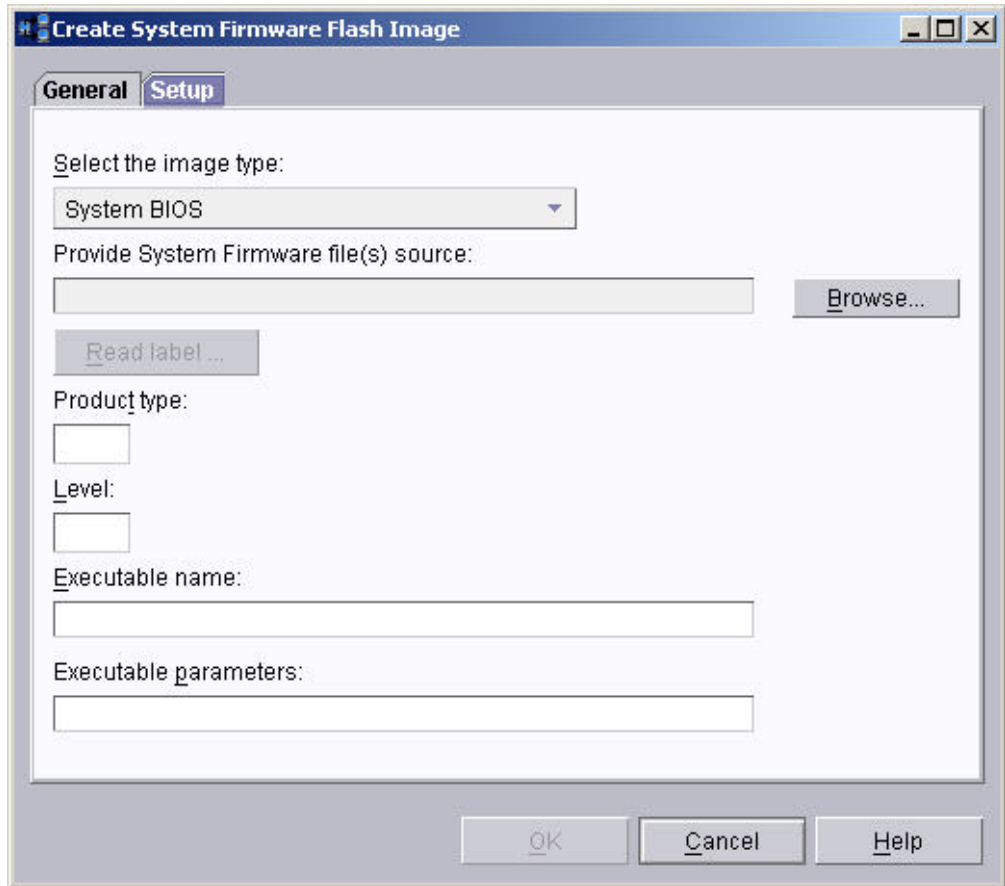 Create System Firmware Flash Image
General Setup
Select the image type:
System BIOS
Provide System Firmware file(s) source:
Browse...
Read label ...
Product type:
Level:
Executable name:
Executable parameters:
OK Cancel Help